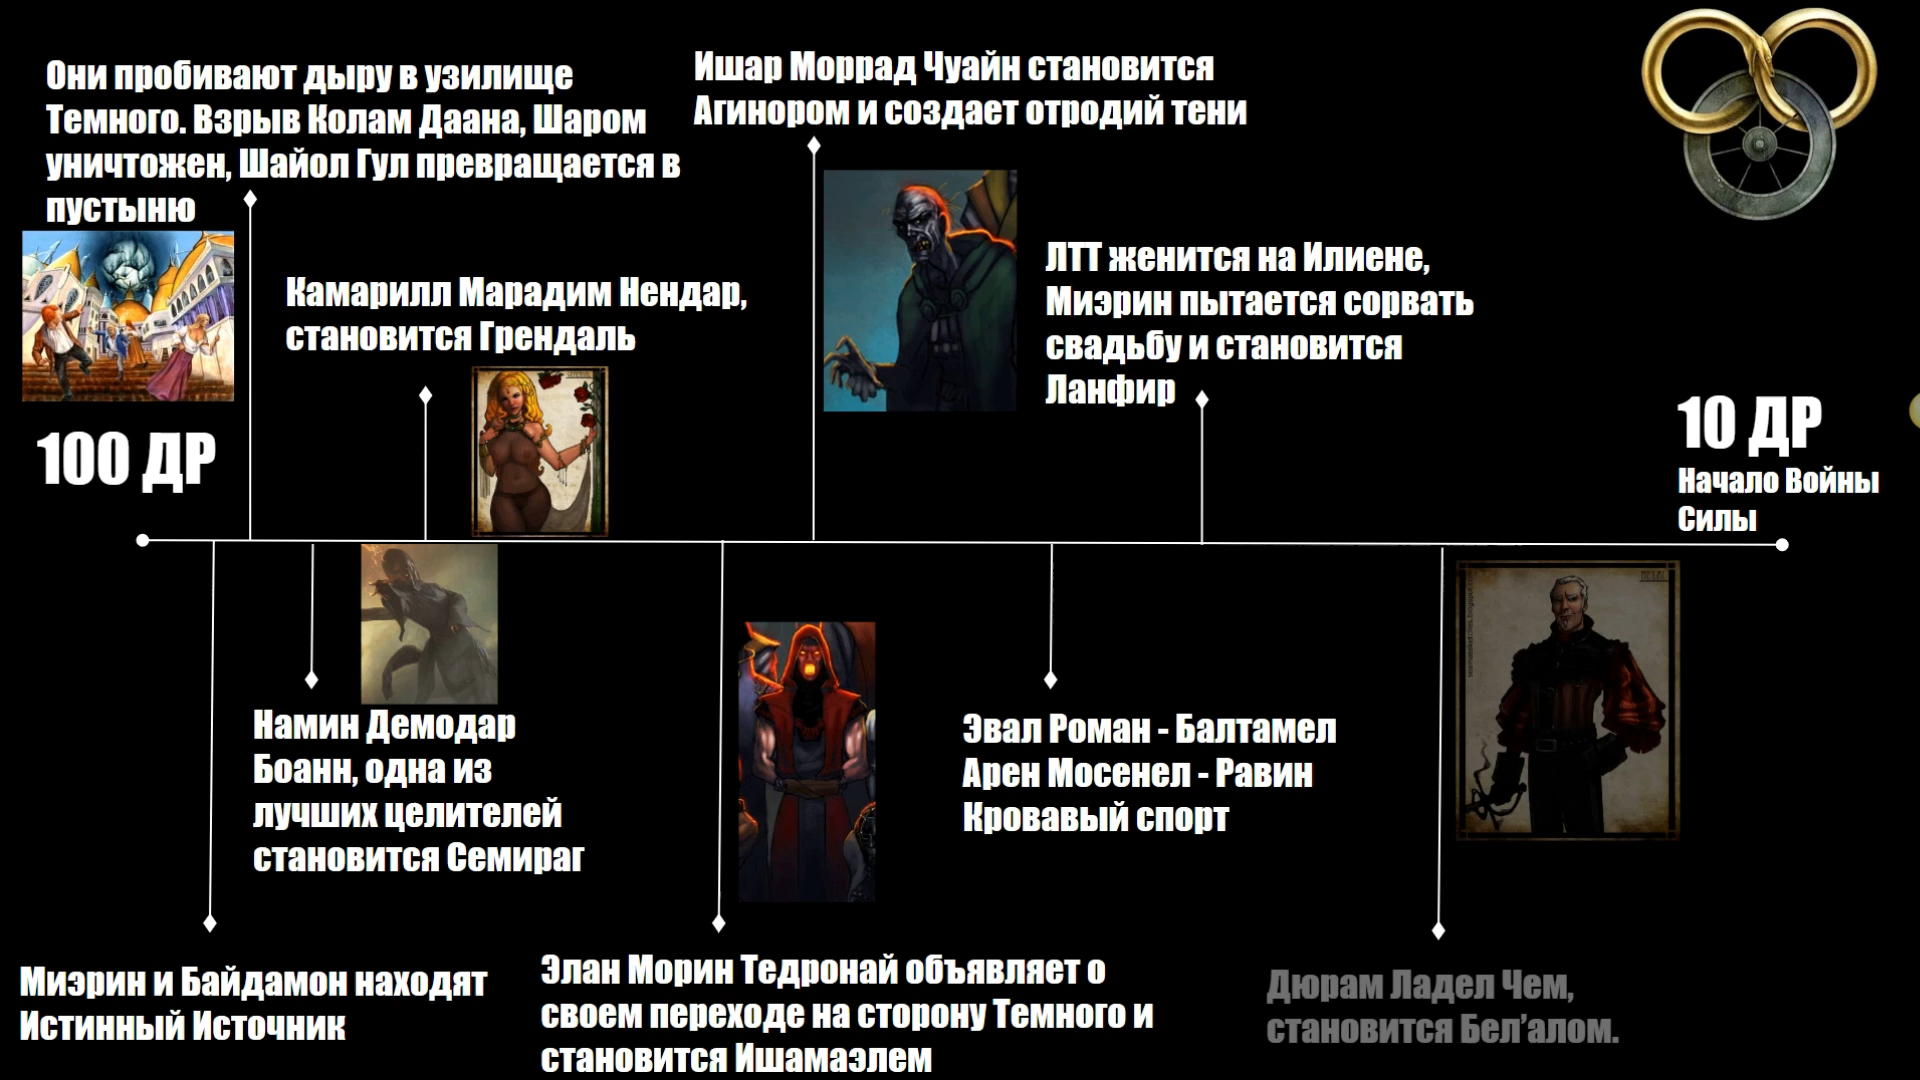 Они пробивают дыру в узилище
Темного. Взрыв Колам Даана, Шаром
уничтожен, Шайол Гул превращается в
пустыню
Ишар Моррад Чуайн становится
Агинором и создает отродий тени
Камарилл Марадим Нендар,
становится Грендаль
ЛТТ женится на Илиене,
Миэрин пытается сорвать
свадьбу и становится
Ланфир
100 ДР
10 ДР
Начало Войны
Силы
Намин Демодар
Боанн, одна из
лучших целителей
становится Семираг
Эвал Роман - Балтамел
Арен Мосенел - Равин
Кровавый спорт
Миэрин и Байдамон находят
Истинный Источник
Элан Морин Тедронай объявляет о
своем переходе на сторону Темного и
становится Ишамаэлем
Дюрам Ладел Чем,
становится Бел’алом.